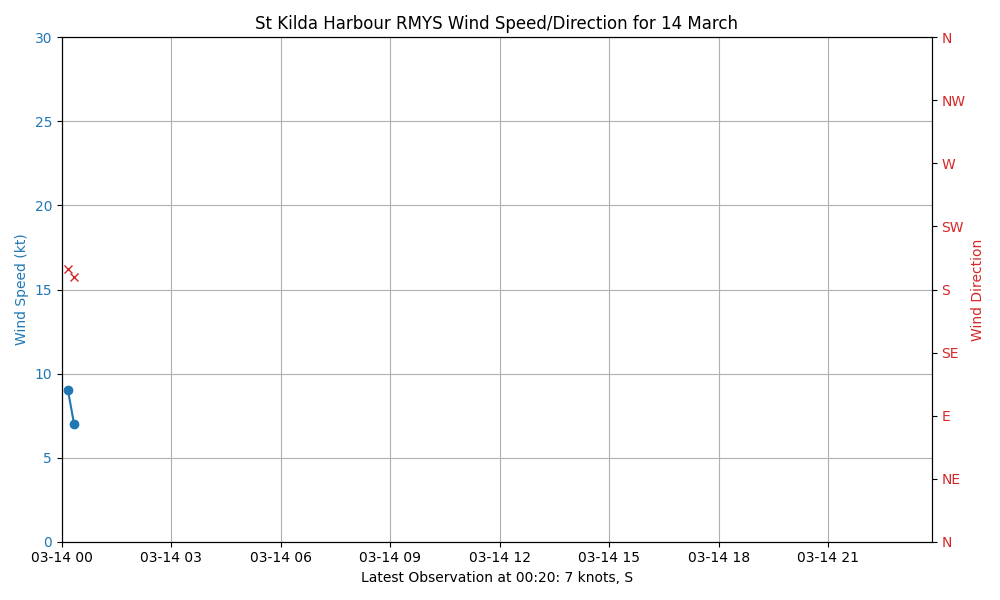 St Kilda Harbour RMYS Wind Speed/Direction for 14 March
30
25
20
15
10
5
0
Wind Speed (kt)
N
NW
W
SW
S
SE
E
NE
N
Wind Direction
03-14 00
03-14 03
03-14 06
03-14 09
03-14 12
03-14 15
03-14 18
03-14 21
Latest Observation at 00:20: 7 knots, S